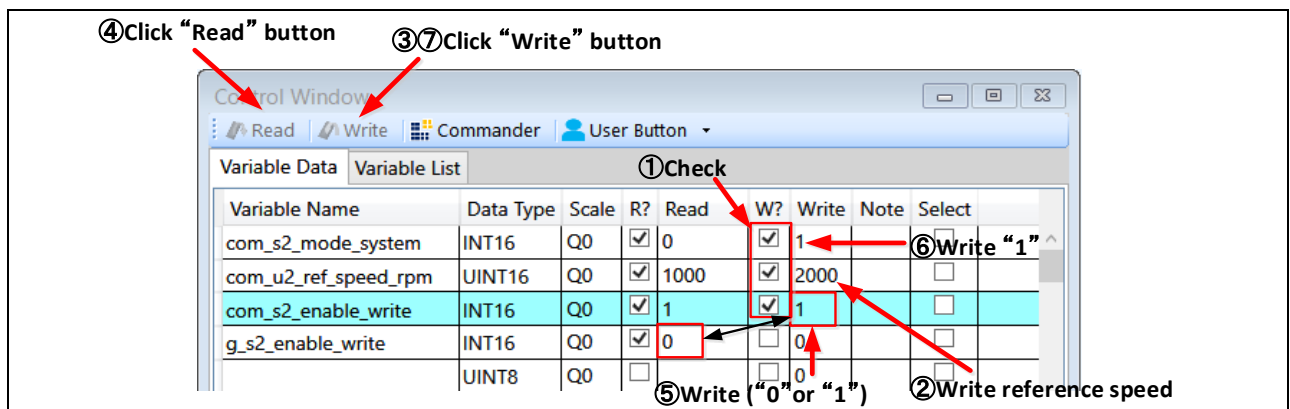 ④Click “Read” button
③⑦Click “Write” button
Control Window
Read Write Commander User Button
Variable Data Variable List
①Check
Variable Name Data Type Scale R? Read W? Write Note Select
com_s2_mode_system INT16 Q0 0 1
⑥Write “1”
com_u2_ref_speed_rpm UINT16 Q0 1000 2000
com_s2_enable_write INT16 Q0 1 1
g_s2_enable_write INT16 Q0 0 0
UINT8 Q0 0
⑤Write (“0”or “1”)
②Write reference speed